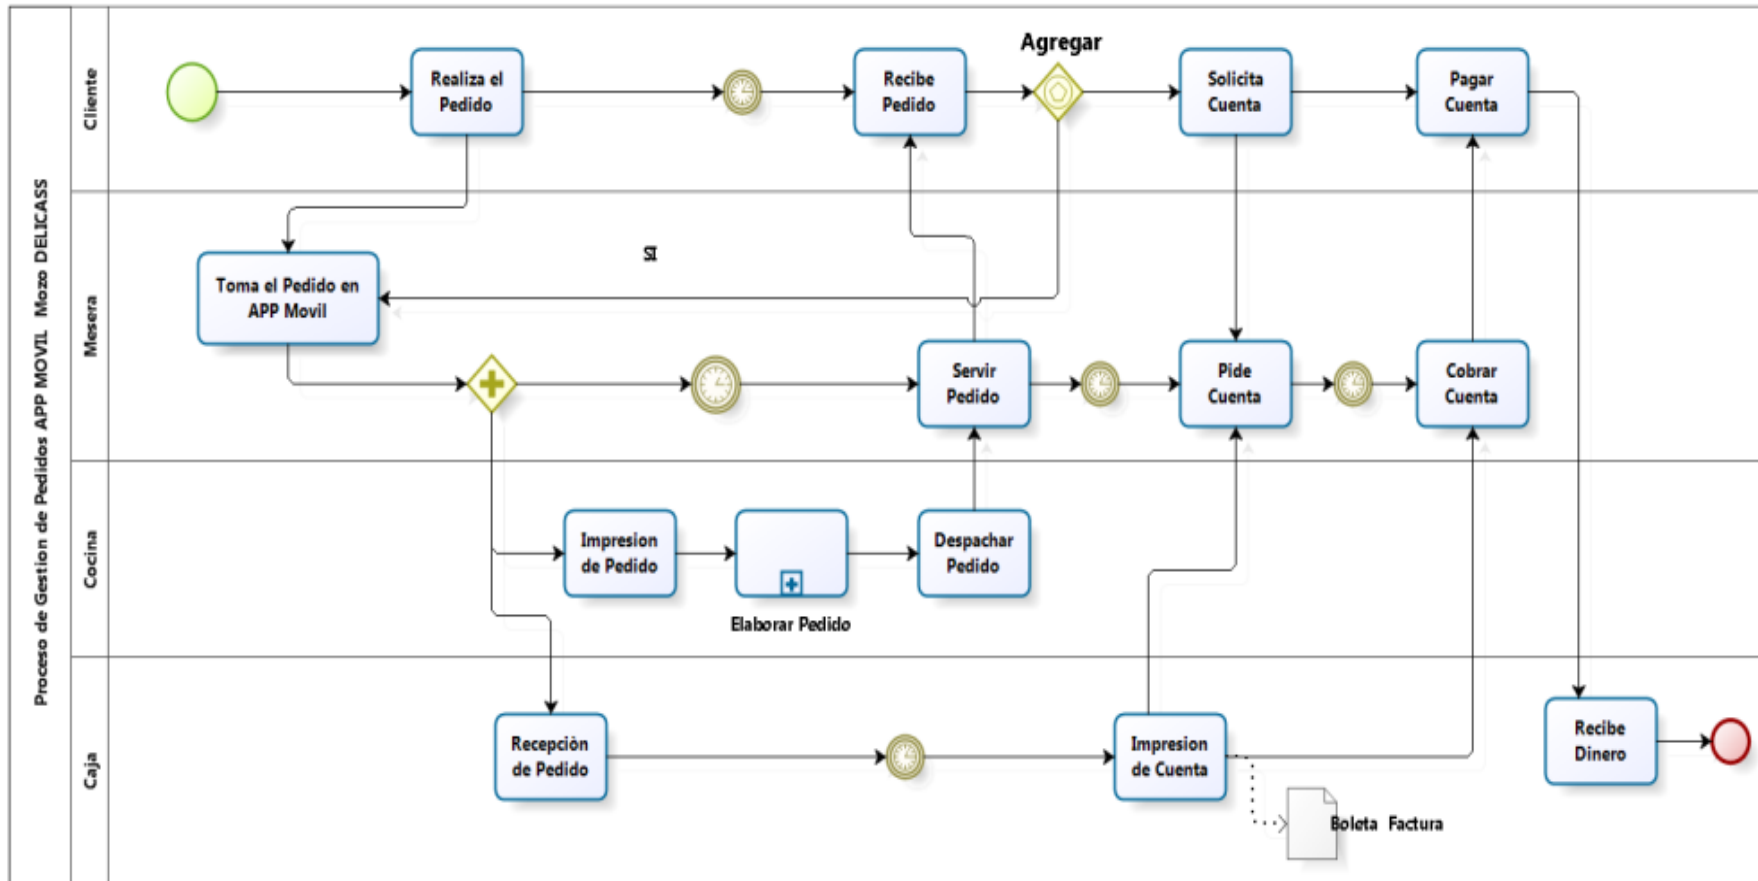 Proceso de Gestion de Pedidos APP MOVIL Mozo DELICASS
Cliente
Realiza el
Pedido
Recibe
Pedido
Agregar
Solicita
Cuenta
Pagar
Cuenta
Mesera
Toma el Pedido en
APP Movil
SI
Servir
Pedido
Pide
Cuenta
Cobrar
Cuenta
Cocina
Impresion
de Pedido
Elaborar Pedido
Despachar
Pedido
Caja
Recepciòn
de Pedido
Impresion
de Cuenta
Boleta Factura
Recibe
Dinero